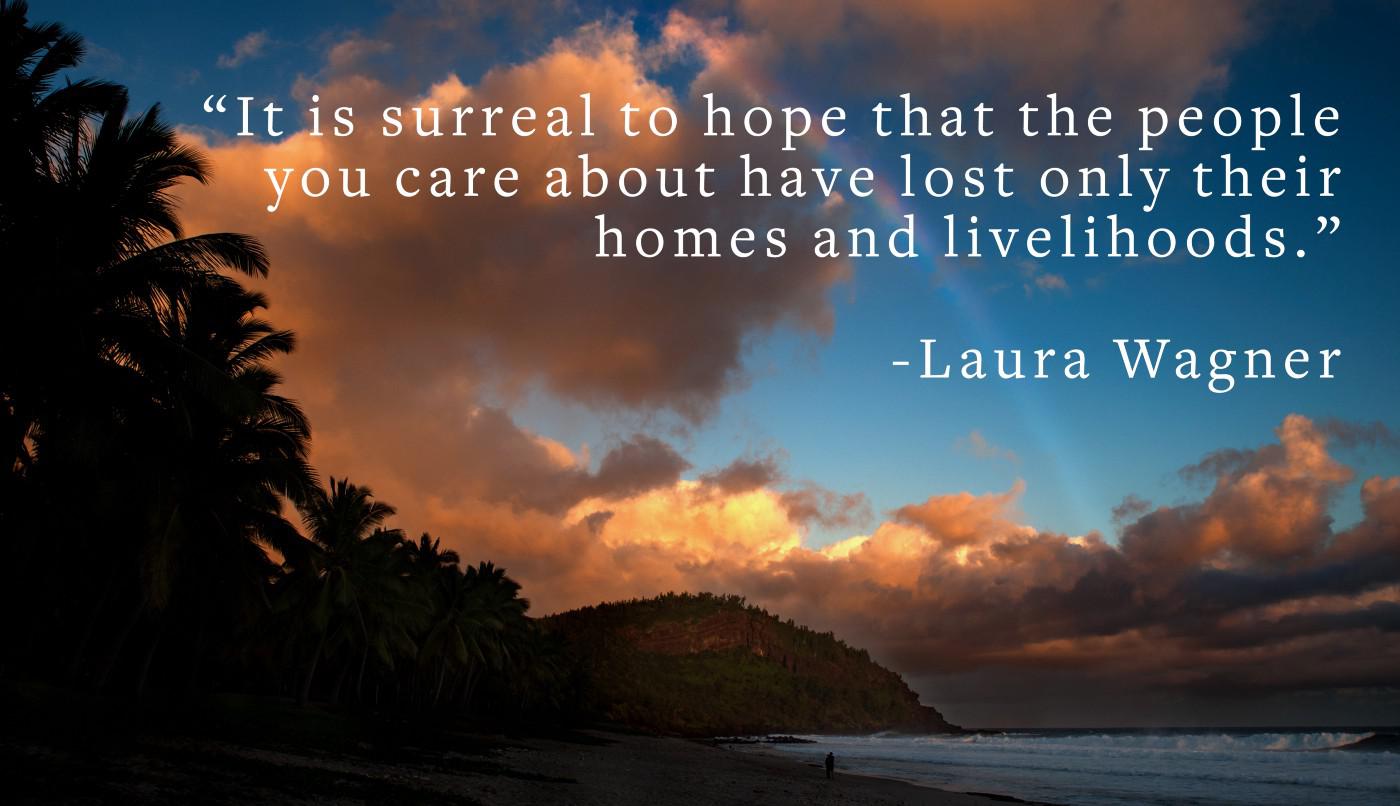 “It is surreal to hope that the people
you care about have lost only their
homes and livelihoods.”
-Laura Wagner